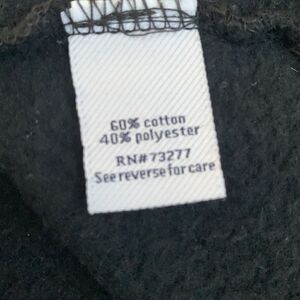 60% cotton
40% polyester
RN#73277
See reverse for care